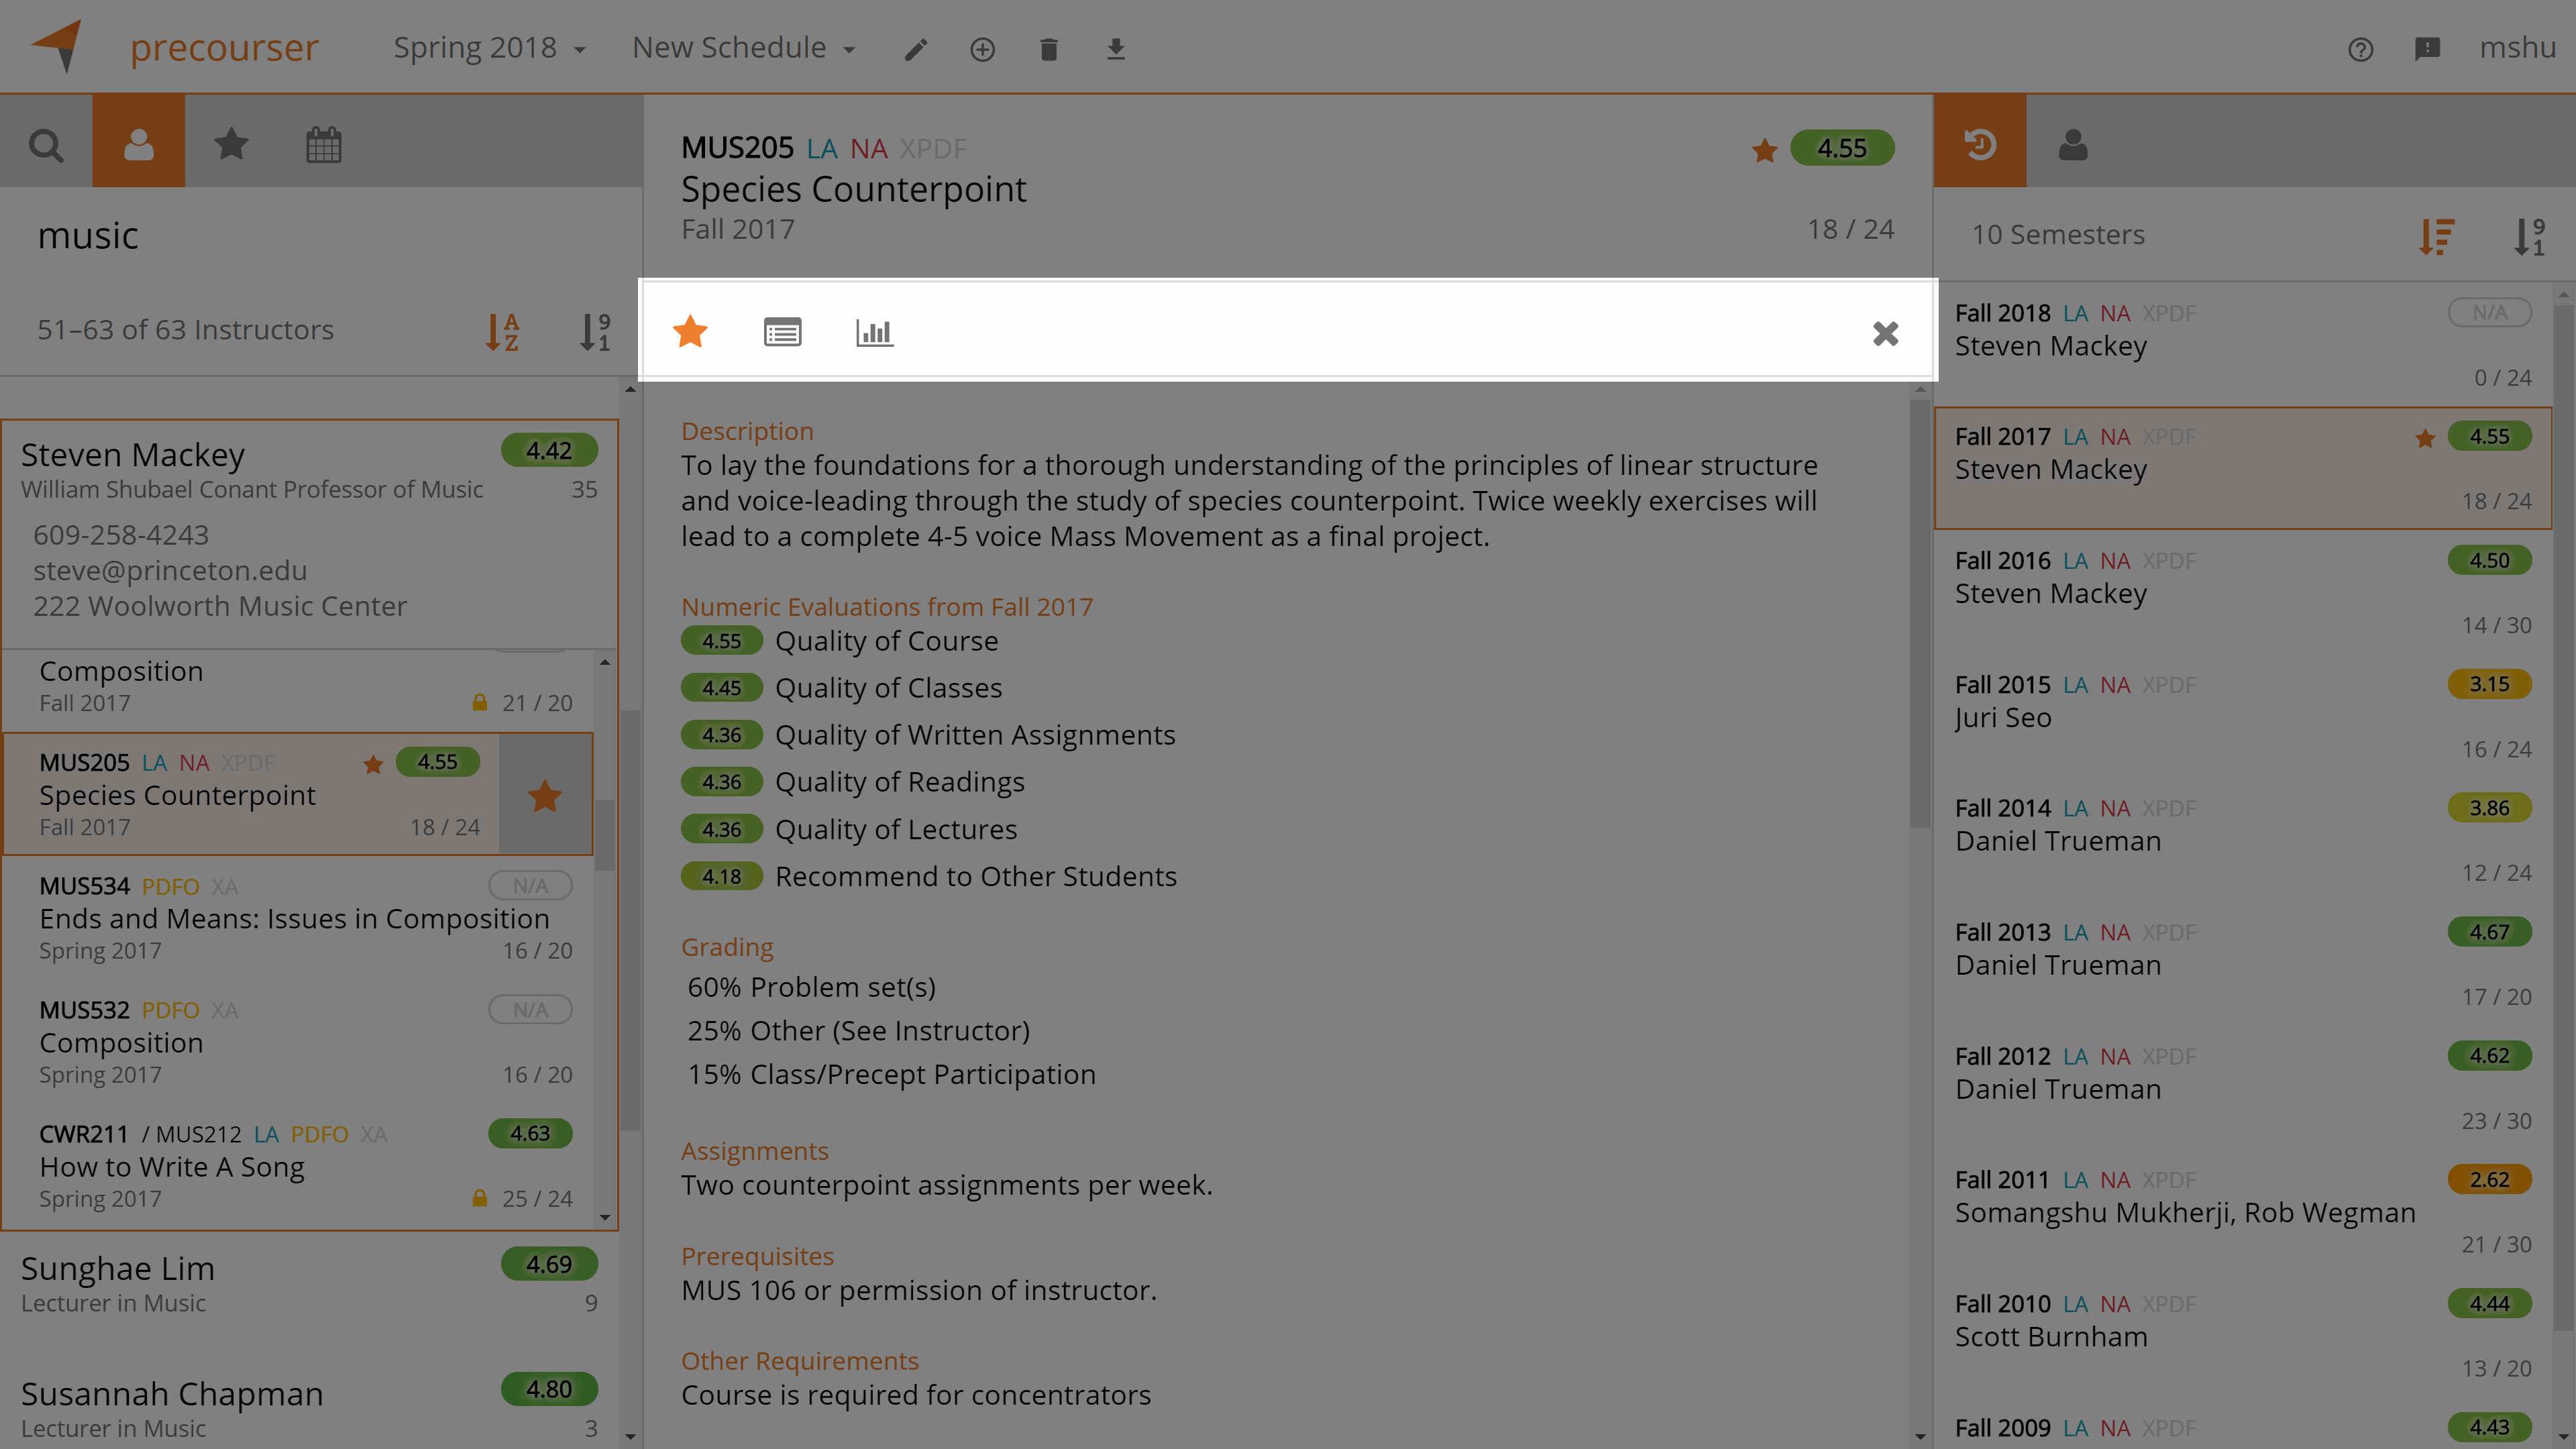 precourser
Spring 2018
New Schedule
mshu
music
51–63 of 63 Instructors
A
Z
9
1
Steven Mackey
4.42
William Shubael Conant Professor of Music
35
609-258-4243
steve@princeton.edu
222 Woolworth Music Center
Composition
Fall 2017
21 / 20
MUS205 LA NA XPDF
4.55
Species Counterpoint
Fall 2017
18 / 24
MUS534 PDFO XA
N/A
Ends and Means: Issues in Composition
Spring 2017
16 / 20
MUS532 PDFO XA
N/A
Composition
Spring 2017
16 / 20
CWR211 / MUS212 LA PDFO XA
4.63
How to Write A Song
Spring 2017
25 / 24
Sunghae Lim
4.69
Lecturer in Music
9
Susannah Chapman
4.80
Lecturer in Music
3
MUS205 LA NA XPDF
4.55
Species Counterpoint
Fall 2017
18 / 24
Description
To lay the foundations for a thorough understanding of the principles of linear structure
and voice-leading through the study of species counterpoint. Twice weekly exercises will
lead to a complete 4-5 voice Mass Movement as a final project.
Numeric Evaluations from Fall 2017
4.55 Quality of Course
4.45 Quality of Classes
4.36 Quality of Written Assignments
4.36 Quality of Readings
4.36 Quality of Lectures
4.18 Recommend to Other Students
Grading
60% Problem set(s)
25% Other (See Instructor)
15% Class/Precept Participation
Assignments
Two counterpoint assignments per week.
Prerequisites
MUS 106 or permission of instructor.
Other Requirements
Course is required for concentrators
10 Semesters
9
1
Fall 2018 LA NA XPDF
N/A
Steven Mackey
0 / 24
Fall 2017 LA NA XPDF
4.55
Steven Mackey
18 / 24
Fall 2016 LA NA XPDF
4.50
Steven Mackey
14 / 30
Fall 2015 LA NA XPDF
3.15
Juri Seo
16 / 24
Fall 2014 LA NA XPDF
3.86
Daniel Trueman
12 / 24
Fall 2013 LA NA XPDF
4.67
Daniel Trueman
17 / 20
Fall 2012 LA NA XPDF
4.62
Daniel Trueman
23 / 30
Fall 2011 LA NA XPDF
2.62
Somangshu Mukherji, Rob Wegman
21 / 30
Fall 2010 LA NA XPDF
4.44
Scott Burnham
13 / 20
Fall 2009 LA NA XPDF
4.43